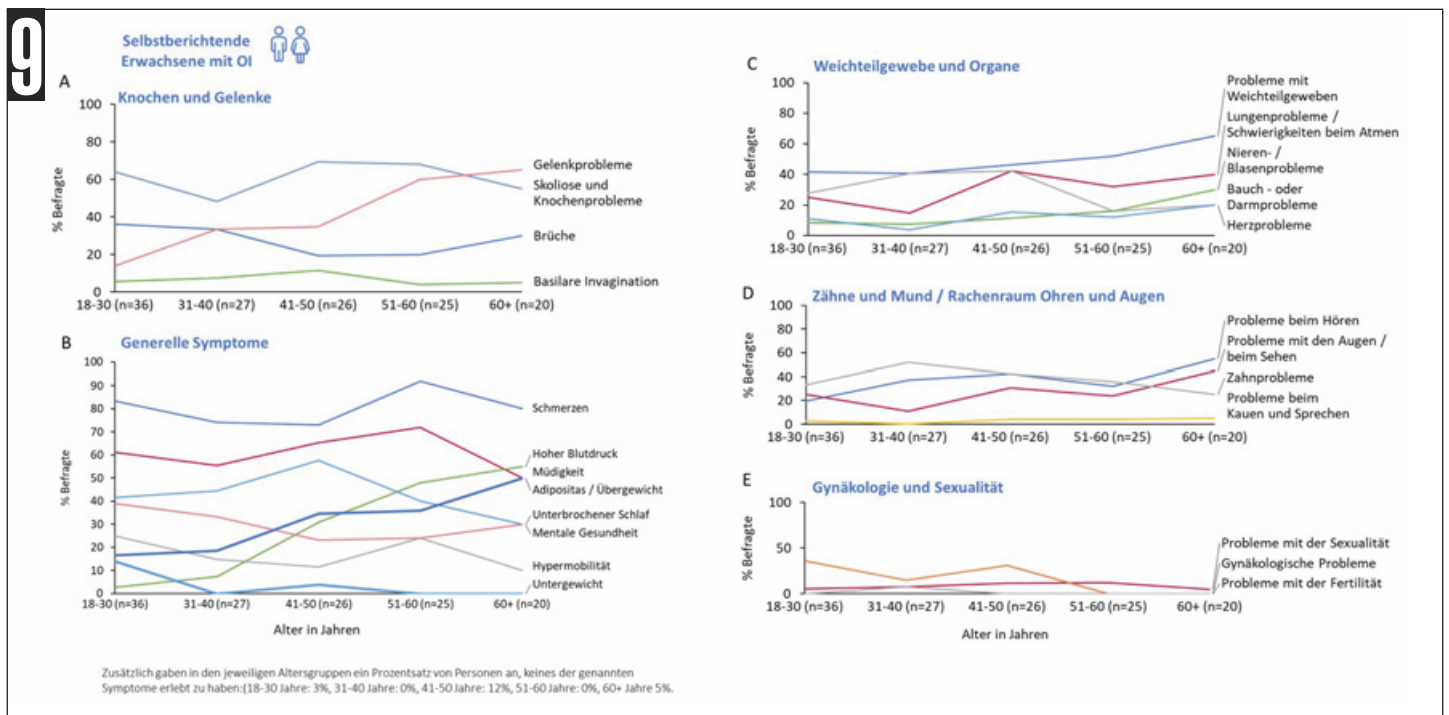 9
Selbstberichtende
Erwachsene mit OI
A
Knochen und Gelenke
% Befragte
100
80
60
40
20
0
18-30 (n=36) 31-40 (n=27) 41-50 (n=26) 51-60 (n=25) 60+ (n=20)
Gelenkprobleme
Skoliose und
Knochenprobleme
Brüche
Basilare Invagination
B
Generelle Symptome
% Befragte
100
90
80
70
60
50
40
30
20
10
0
18-30 (n=36) 31-40 (n=27) 41-50 (n=26) 51-60 (n=25) 60+ (n=20)
Alter in Jahren
Schmerzen
Hoher Blutdruck
Müdigkeit
Adipositas / Übergewicht
Unterbrochener Schlaf
Mentale Gesundheit
Hypermobilität
Untergewicht
Zusätzlich gaben in den jeweiligen Altersgruppen ein Prozentsatz von Personen an, keines der genannten
Symptome erlebt zu haben:(18-30 Jahre: 3%, 31-40 Jahre: 0%, 41-50 Jahre: 12%, 51-60 Jahre: 0%, 60+ Jahre 5%.
C
Weichteilgewebe und Organe
% Befragte
100
80
60
40
20
0
18-30 (n=36) 31-40 (n=27) 41-50 (n=26) 51-60 (n=25) 60+ (n=20)
Probleme mit
Weichteilgeweben
Lungenprobleme /
Schwierigkeiten beim Atmen
Nieren- /
Blasenprobleme
Bauch - oder
Darmprobleme
Herzprobleme
D
Zähne und Mund / Rachenraum Ohren und Augen
% Befragte
100
80
60
40
20
0
18-30 (n=36) 31-40 (n=27) 41-50 (n=26) 51-60 (n=25) 60+ (n=20)
Probleme beim Hören
Probleme mit den Augen /
beim Sehen
Zahnprobleme
Probleme beim
Kauen und Sprechen
E
Gynäkologie und Sexualität
% Befragte
100
50
0
18-30 (n=36) 31-40 (n=27) 41-50 (n=26) 51-60 (n=25) 60+ (n=20)
Alter in Jahren
Probleme mit der Sexualität
Gynäkologische Probleme
Probleme mit der Fertilität